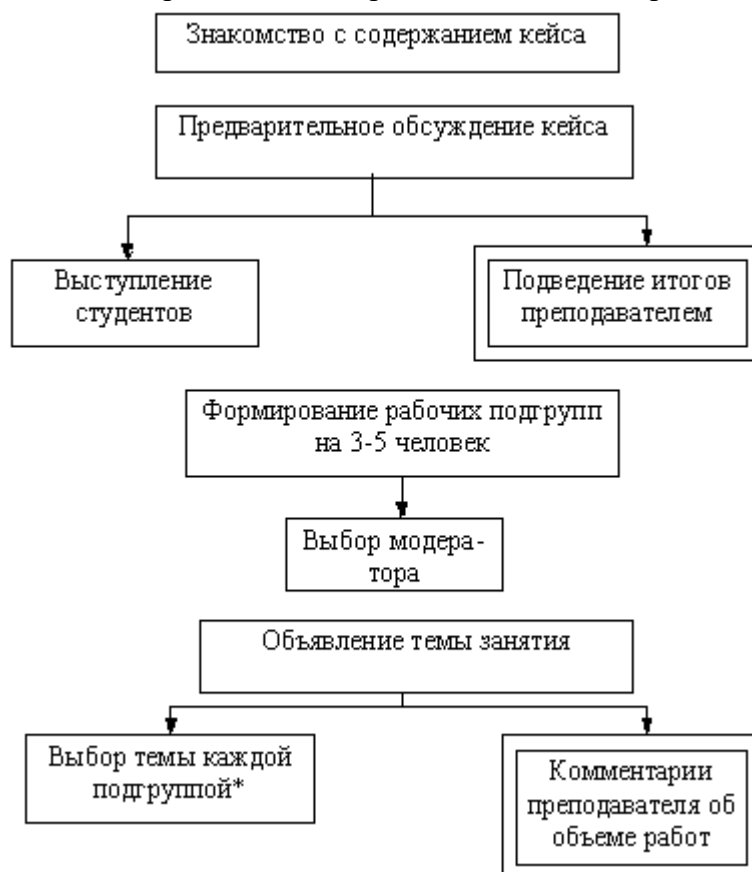 Знакомство с содержанием кейса
Предварительное обсуждение кейса
Выступление
студентов
Подведение итогов
преподавателем
Формирование рабочих подгрупп
на 3-5 человек
Выбор модера-
тора
Объявление темы занятия
Выбор темы каждой
подгруппой*
Комментарии
преподавателя об
объеме работ